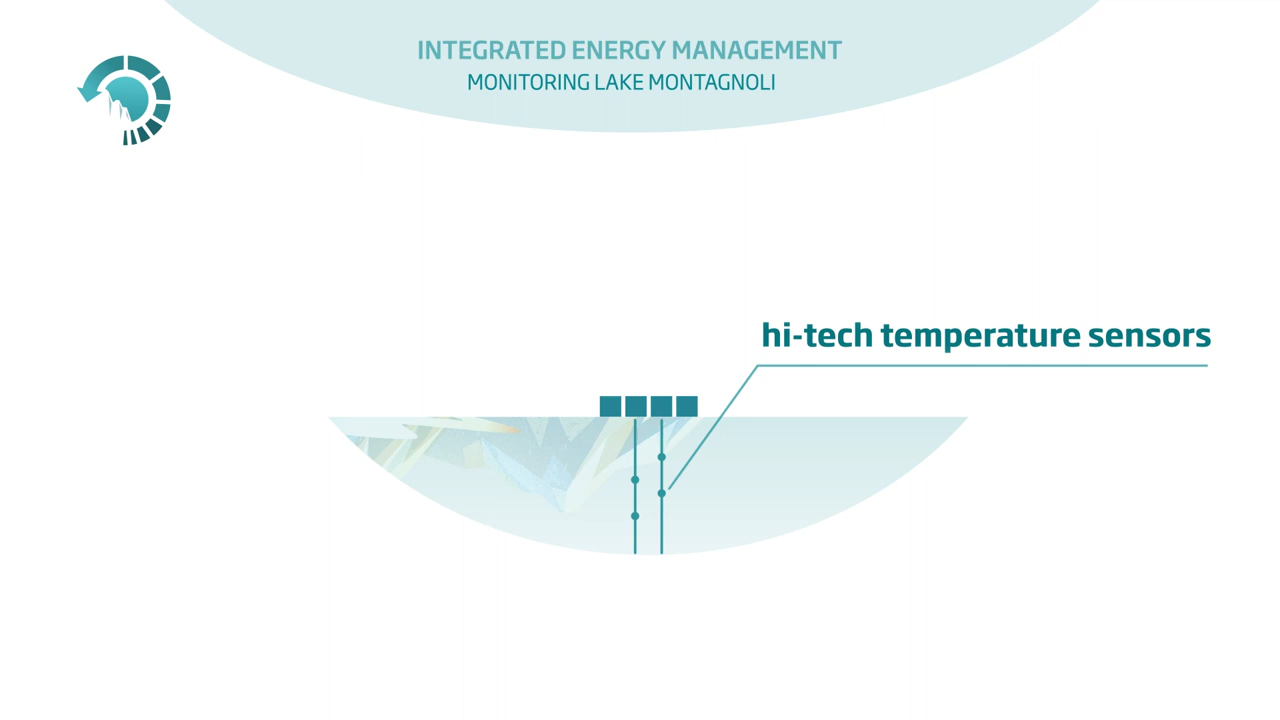 INTEGRATED ENERGY MANAGEMENT
MONITORING LAKE MONTAGNOLI
hi-tech temperature sensors